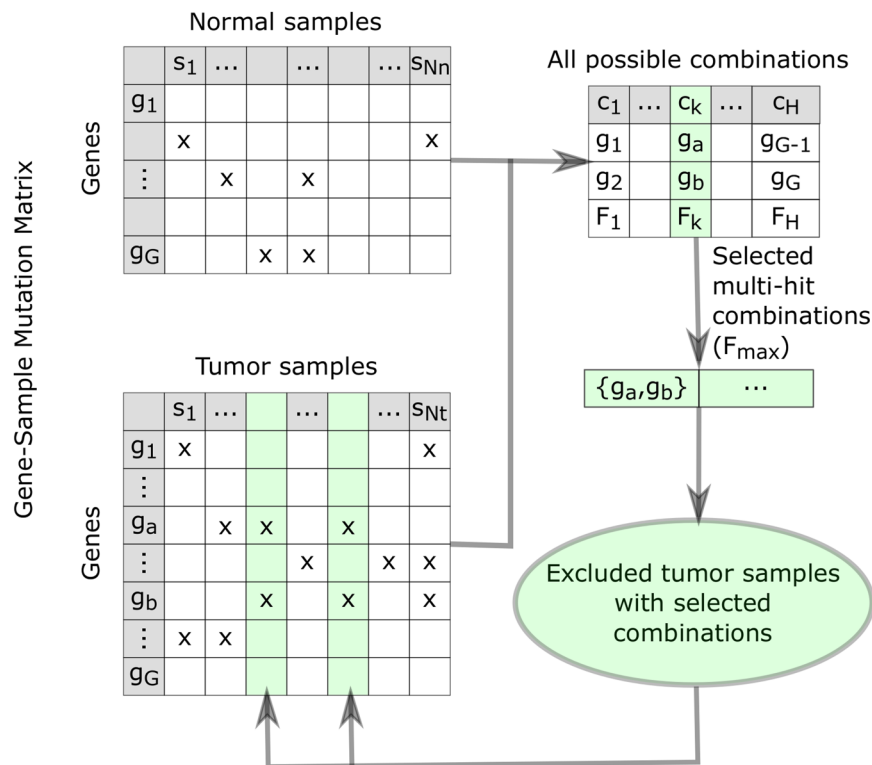 Gene-Sample Mutation Matrix
Normal samples
Genes
s1 ... ... ... sNn
g1
x x
⋮ x x
gG x x
Tumor samples
Genes
s1 ... ... ... sNt
g1 x x
⋮
ga x x x
⋮ x x x
gb x x x
⋮ x x
gG
All possible combinations
c1 ... ck ... cH
g1 ga gG-1
g2 gb gG
F1 Fk FH
Selected
multi-hit
combinations
(Fmax)
{ga,gb} ...
Excluded tumor samples
with selected
combinations